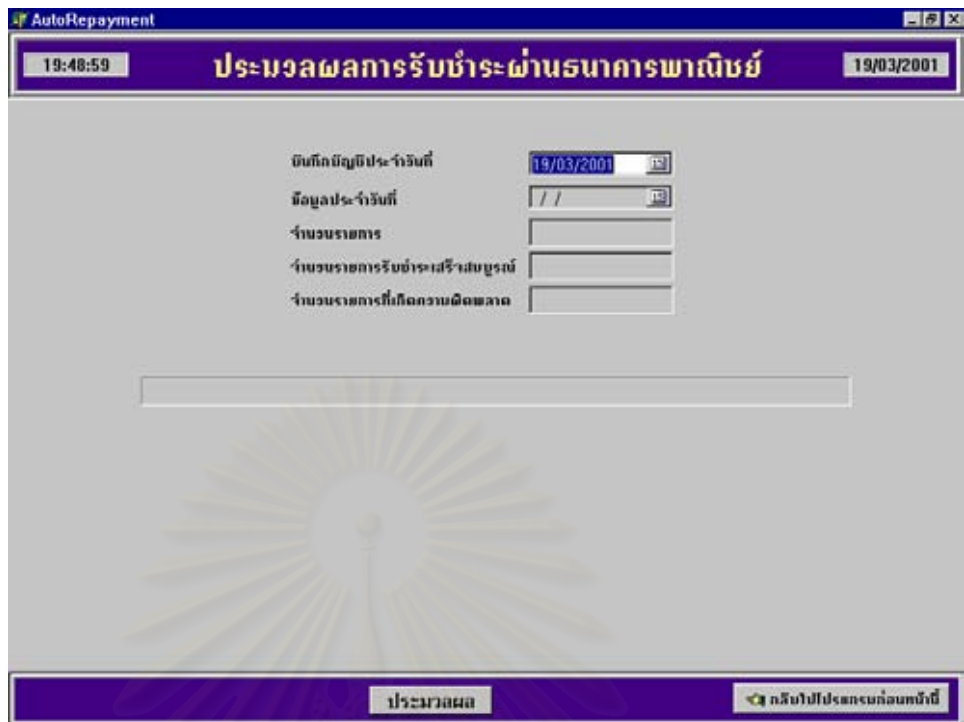 AutoRepayment
19:48:59
ประมวลผลการรับชำระผ่านธนาคารพาณิชย์
19/03/2001
บันทึกบัญชีประจำวันที่
19/03/2001
ข้อมูลประจำวันที่
/ /
จำนวนรายการ
จำนวนรายการรับชำระเสร็จสมบูรณ์
จำนวนรายการที่เกิดความผิดพลาด
ประมวลผล
กลับไปโปรแกรมก่อนหน้านี้